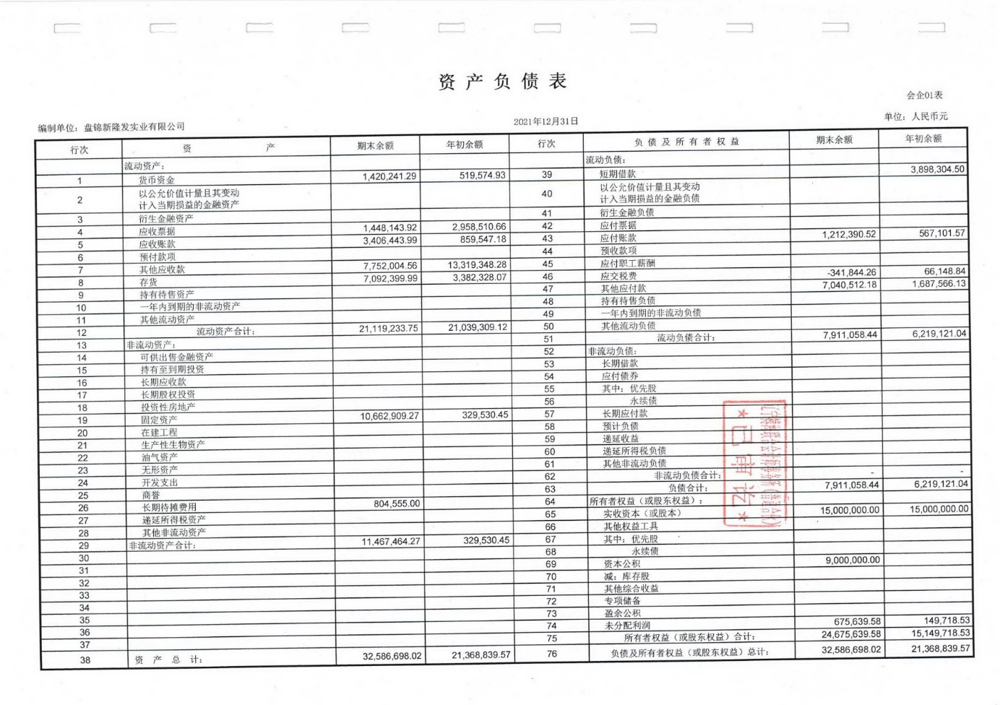 资产负债表
会企01表
编制单位：盘锦新隆发实业有限公司 2021年12月31日 单位：人民币元
行次 资 产 期末余额 年初余额 行次 负债及所有者权益 期末余额 年初余额
流动资产： 流动负债：
1 货币资金 1,420,241.29 519,574.93 39 短期借款 3,898,304.50
2 以公允价值计量且其变动 40 以公允价值计量且其变动
计入当期损益的金融资产 计入当期损益的金融负债
3 衍生金融资产 41 衍生金融负债
4 应收票据 1,448,143.92 2,958,510.66 42 应付票据
5 应收账款 3,406,443.99 859,547.18 43 应付账款 1,212,390.52 567,101.57
6 预付款项 44 预收款项
7 其他应收款 7,752,004.56 13,319,348.28 45 应付职工薪酬
8 存货 7,092,399.99 3,382,328.07 46 应交税费 -341,844.26 66,148.84
9 持有待售资产 47 其他应付款 7,040,512.18 1,687,566.13
10 一年内到期的非流动资产 48 持有待售负债
11 其他流动资产 49 一年内到期的非流动负债
12 流动资产合计： 21,119,233.75 21,039,309.12 50 其他流动负债
13 非流动资产： 51 流动负债合计： 7,911,058.44 6,219,121.04
14 可供出售金融资产 52 非流动负债：
15 持有至到期投资 53 长期借款
16 长期应收款 54 应付债券
17 长期股权投资 55 其中：优先股
18 投资性房地产 56 永续债
19 固定资产 10,662,909.27 329,530.45 57 长期应付款
20 在建工程 58 预计负债
21 生产性生物资产 59 递延收益
22 油气资产 60 递延所得税负债
23 无形资产 61 其他非流动负债
24 开发支出 62 非流动负债合计： - -
25 商誉 63 负债合计： 7,911,058.44 6,219,121.04
26 长期待摊费用 804,555.00 64 所有者权益（或股东权益）：
27 递延所得税资产 65 实收资本（或股本） 15,000,000.00 15,000,000.00
28 其他非流动资产 66 其他权益工具
29 非流动资产合计： 11,467,464.27 329,530.45 67 其中：优先股
30 68 永续债
31 69 资本公积 9,000,000.00
32 70 减：库存股
33 71 其他综合收益
34 72 专项储备
35 73 盈余公积
36 74 未分配利润 675,639.58 149,718.53
37 75 所有者权益（或股东权益）合计： 24,675,639.58 15,149,718.53
38 资产总计： 32,586,698.02 21,368,839.57 76 负债及所有者权益（或股东权益）总计： 32,586,698.02 21,368,839.57
★已审讫★